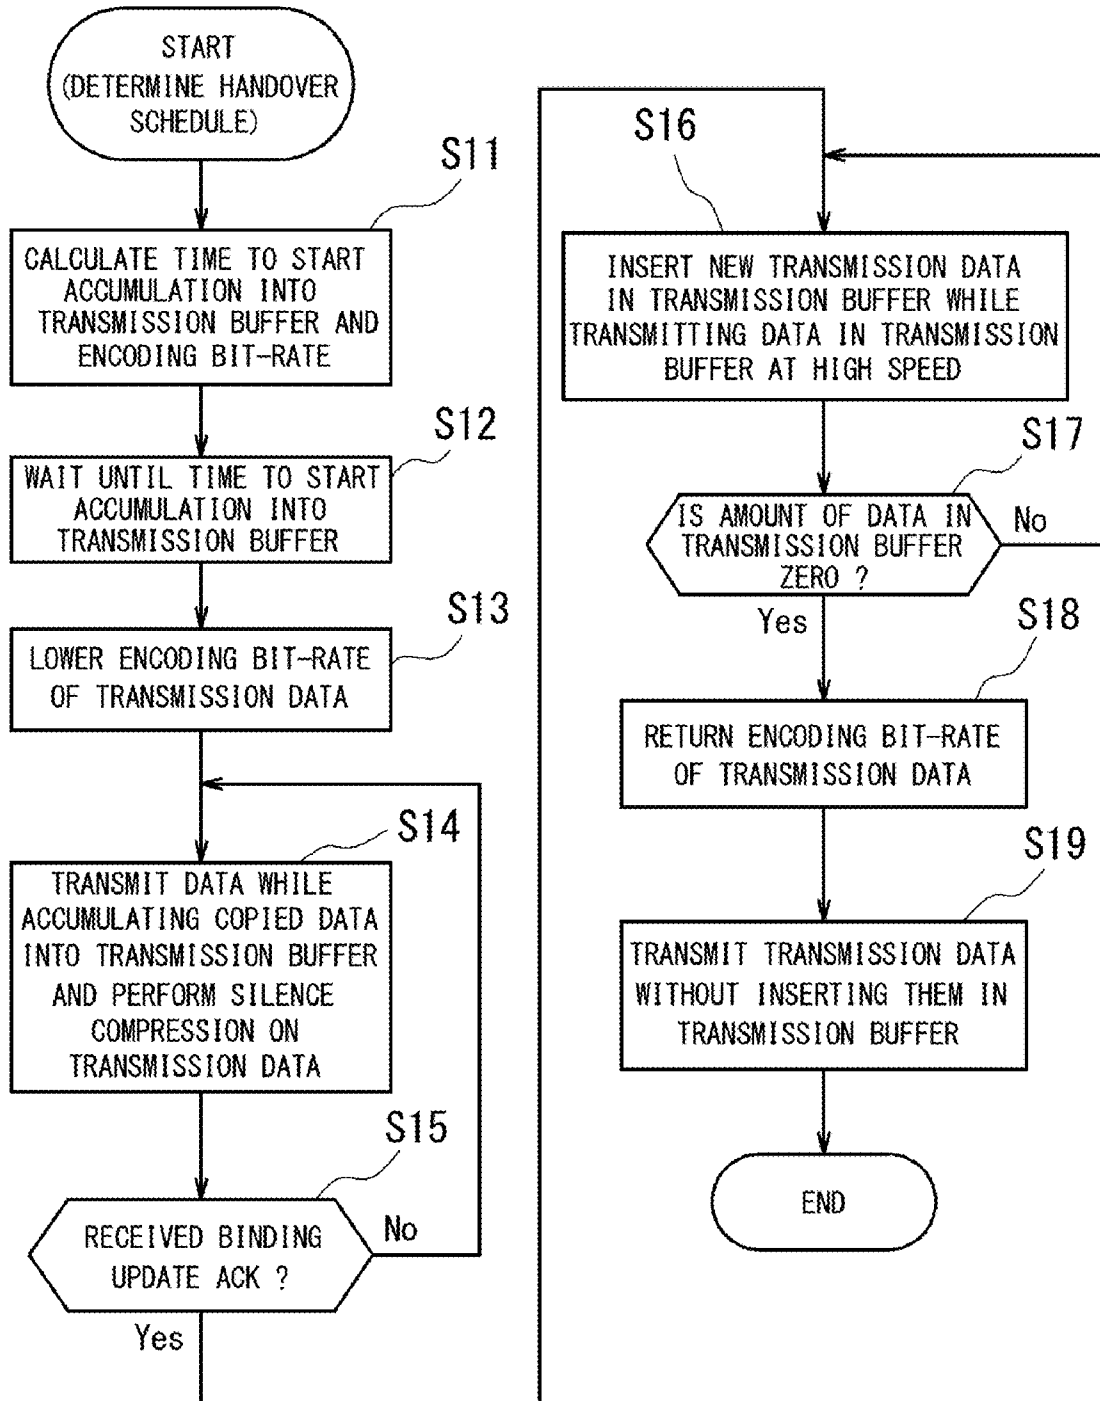 START
(DETERMINE HANDOVER
SCHEDULE)
S11
CALCULATE TIME TO START
ACCUMULATION INTO
TRANSMISSION BUFFER AND
ENCODING BIT-RATE
S12
WAIT UNTIL TIME TO START
ACCUMULATION INTO
TRANSMISSION BUFFER
S13
LOWER ENCODING BIT-RATE
OF TRANSMISSION DATA
S14
TRANSMIT DATA WHILE
ACCUMULATING COPIED DATA
INTO TRANSMISSION BUFFER
AND PERFORM SILENCE
COMPRESSION ON
TRANSMISSION DATA
S15
RECEIVED BINDING
UPDATE ACK ?
No
Yes
S16
INSERT NEW TRANSMISSION DATA
IN TRANSMISSION BUFFER WHILE
TRANSMITTING DATA IN TRANSMISSION
BUFFER AT HIGH SPEED
S17
IS AMOUNT OF DATA IN
TRANSMISSION BUFFER
ZERO ?
No
Yes
S18
RETURN ENCODING BIT-RATE
OF TRANSMISSION DATA
S19
TRANSMIT TRANSMISSION DATA
WITHOUT INSERTING THEM IN
TRANSMISSION BUFFER
END